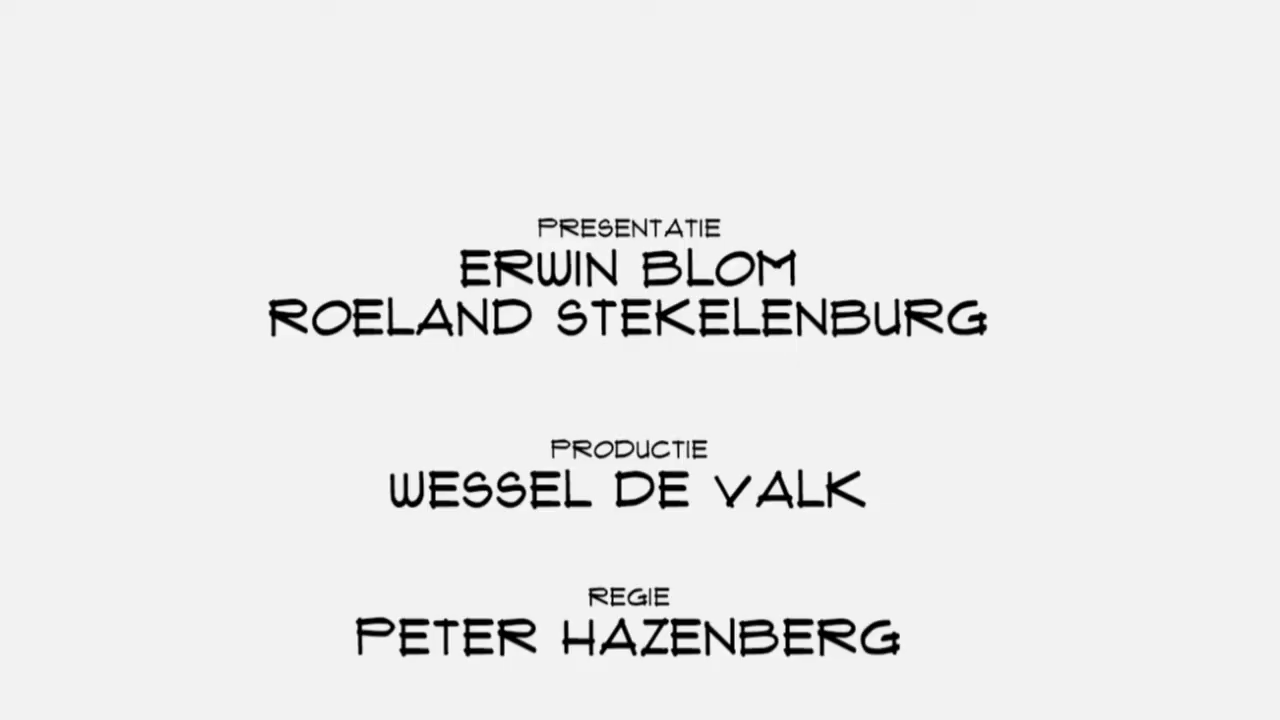 PRESENTATIE
ERWIN BLOM
ROELAND STEKELENBURG
PRODUCTIE
WESSEL DE VALK
REGIE
PETER HAZENBERG